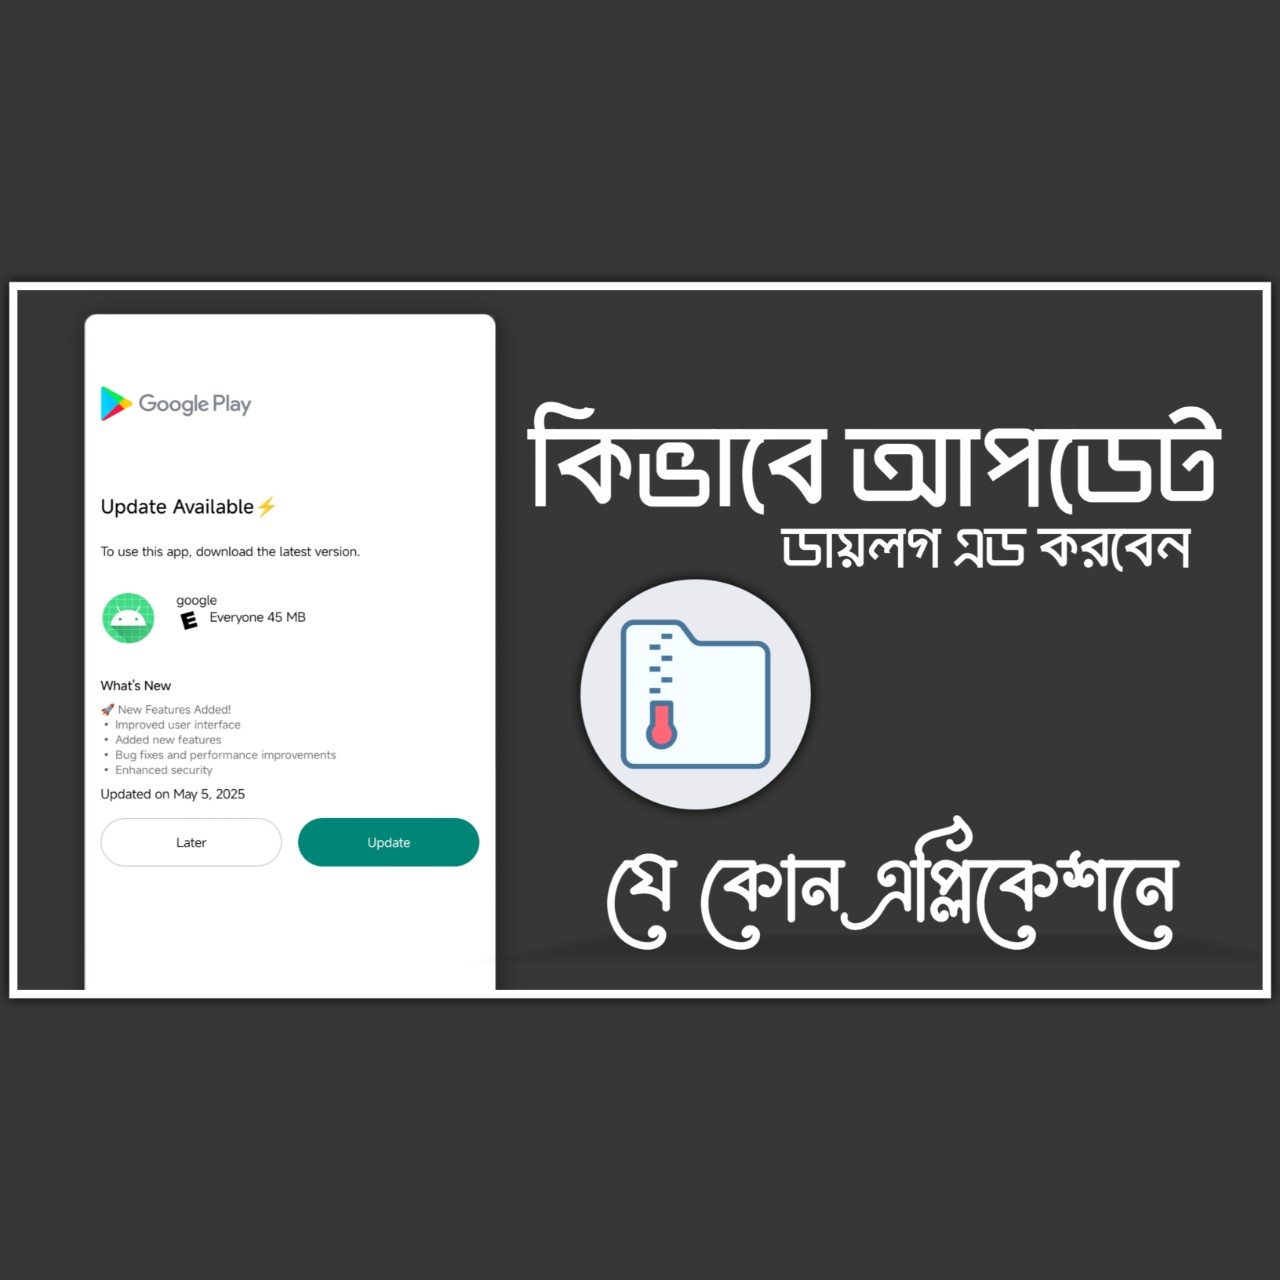 Google Play
Update Available⚡
To use this app, download the latest version.
google
E Everyone 45 MB
What's New
🚀 New Features Added!
• Improved user interface
• Added new features
• Bug fixes and performance improvements
• Enhanced security
Updated on May 5, 2025
Later Update
কিভাবে আপডেট
ডায়লগ এড করবেন
যে কোন এপ্লিকেশনে